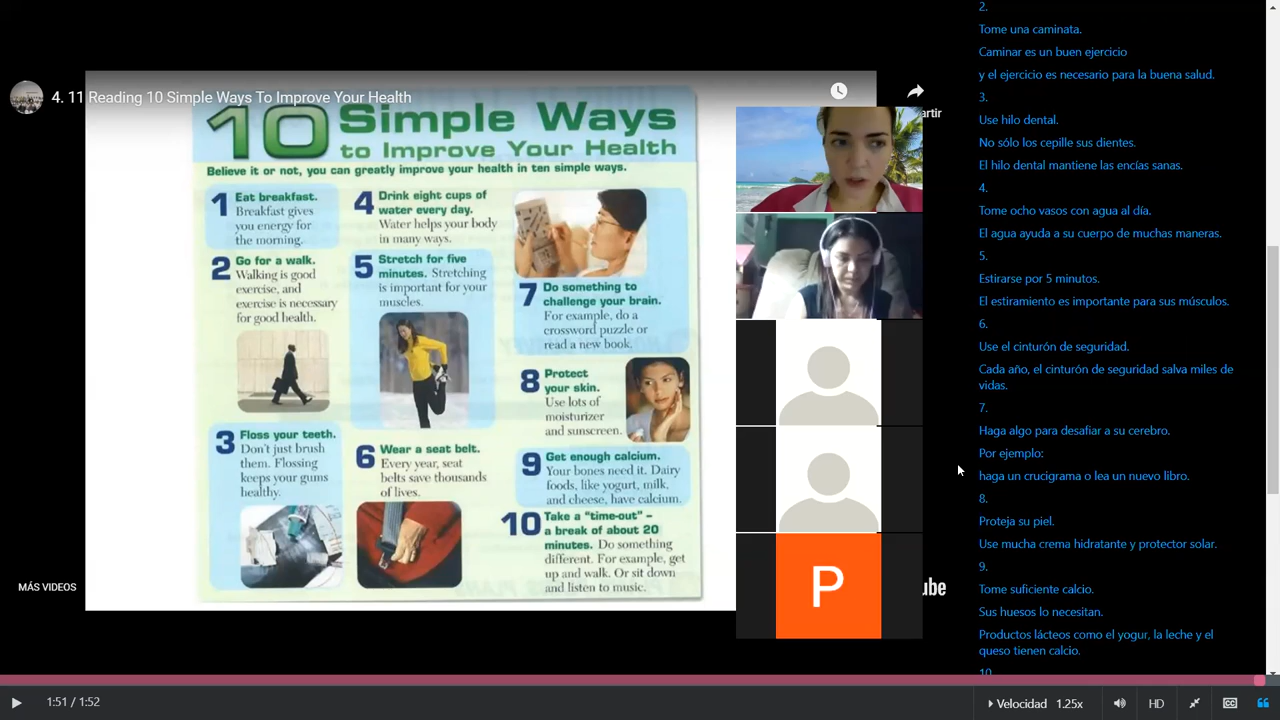 4. 11 Reading 10 Simple Ways To Improve Your Health
artir
10 Simple Ways
to Improve Your Health
Believe it or not, you can greatly improve your health in ten simple ways.
1 Eat breakfast.
Breakfast gives
you energy for
the morning.
2 Go for a walk.
Walking is good
exercise, and
exercise is necessary
for good health.
3 Floss your teeth.
Don't just brush
them. Flossing
keeps your gums
healthy.
4 Drink eight cups of
water every day.
Water helps your body
in many ways.
5 Stretch for five
minutes. Stretching
is important for your
muscles.
6 Wear a seat belt.
Every year, seat
belts save thousands
of lives.
7 Do something to
challenge your brain.
For example, do a
crossword puzzle or
read a new book.
8 Protect
your skin.
Use lots of
moisturizer
and sunscreen.
9 Get enough calcium.
Your bones need it. Dairy
foods, like yogurt, milk,
and cheese, have calcium.
10 Take a "time-out" –
a break of about 20
minutes. Do something
different. For example, get
up and walk. Or sit down
and listen to music.
P
MÁS VIDEOS
ube
2.
Tome una caminata.
Caminar es un buen ejercicio
y el ejercicio es necesario para la buena salud.
3.
Use hilo dental.
No sólo los cepille sus dientes.
El hilo dental mantiene las encías sanas.
4.
Tome ocho vasos con agua al día.
El agua ayuda a su cuerpo de muchas maneras.
5.
Estirarse por 5 minutos.
El estiramiento es importante para sus músculos.
6.
Use el cinturón de seguridad.
Cada año, el cinturón de seguridad salva miles de
vidas.
7.
Haga algo para desafiar a su cerebro.
Por ejemplo:
haga un crucigrama o lea un nuevo libro.
8.
Proteja su piel.
Use mucha crema hidratante y protector solar.
9.
Tome suficiente calcio.
Sus huesos lo necesitan.
Productos lácteos como el yogur, la leche y el
queso tienen calcio.
10
1:51 / 1:52
Velocidad 1.25x
HD
CC